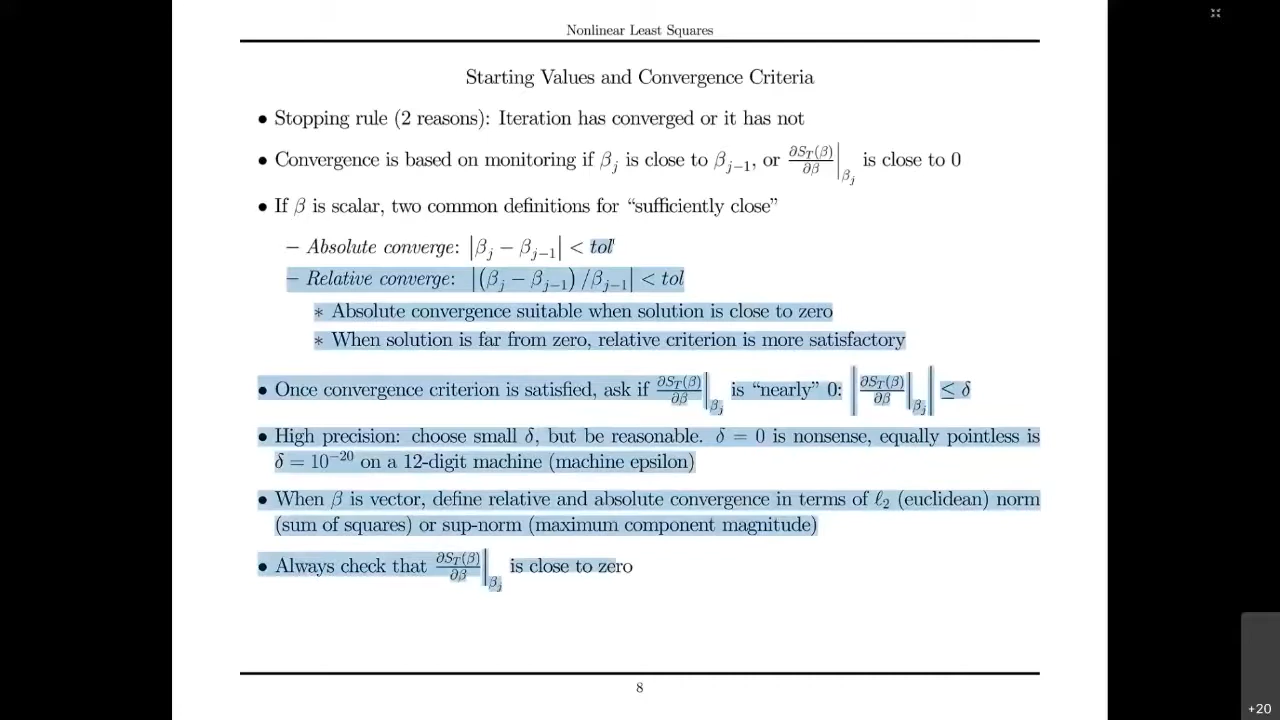 Nonlinear Least Squares
Starting Values and Convergence Criteria
• Stopping rule (2 reasons): Iteration has converged or it has not
• Convergence is based on monitoring if β_j is close to β_{j−1}, or ∂S_T(β)/∂β|_{β_j} is close to 0
• If β is scalar, two common definitions for “sufficiently close”
– Absolute converge: |β_j − β_{j−1}| < tol
– Relative converge: |(β_j − β_{j−1}) /β_{j−1}| < tol
∗ Absolute convergence suitable when solution is close to zero
∗ When solution is far from zero, relative criterion is more satisfactory
• Once convergence criterion is satisfied, ask if ∂S_T(β)/∂β|_{β_j} is “nearly” 0: |∂S_T(β)/∂β|_{β_j}| ≤ δ
• High precision: choose small δ, but be reasonable. δ = 0 is nonsense, equally pointless is
δ = 10^{−20} on a 12-digit machine (machine epsilon)
• When β is vector, define relative and absolute convergence in terms of ℓ_2 (euclidean) norm
(sum of squares) or sup-norm (maximum component magnitude)
• Always check that ∂S_T(β)/∂β|_{β_j} is close to zero
8
+20